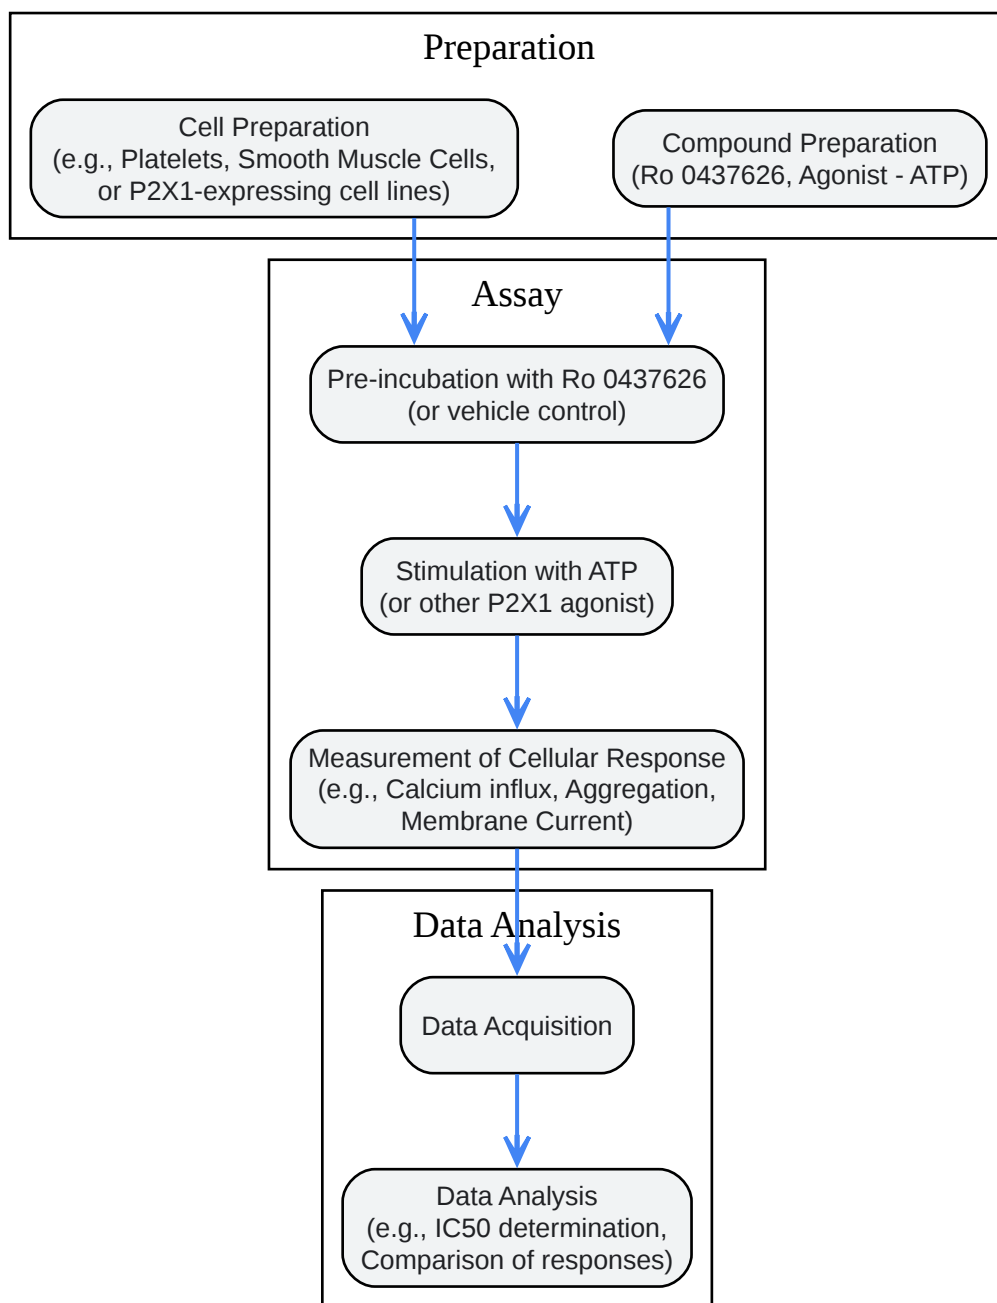 Preparation
Cell Preparation
(e.g., Platelets, Smooth Muscle Cells,
or P2X1-expressing cell lines)
Compound Preparation
(Ro 0437626, Agonist - ATP)
Assay
Pre-incubation with Ro 0437626
(or vehicle control)
Stimulation with ATP
(or other P2X1 agonist)
Measurement of Cellular Response
(e.g., Calcium influx, Aggregation,
Membrane Current)
Data Analysis
Data Acquisition
Data Analysis
(e.g., IC50 determination,
Comparison of responses)